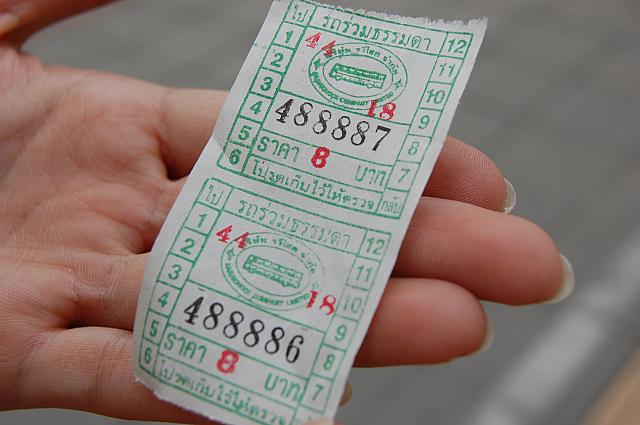 ไป รถร่วมธรรมดา 12
1 44 11
2 10
3 18 9
4 488887 8
5 ราคา 8 บาท 7
6 โปรดเก็บไว้ให้ตรวจ กลับ
ไป รถร่วมธรรมดา 12
1 44 11
2 18 10
3 9
4 488886 8
5 ราคา 8 บาท 7
6 โปรดเก็บไว้ให้ตรวจ